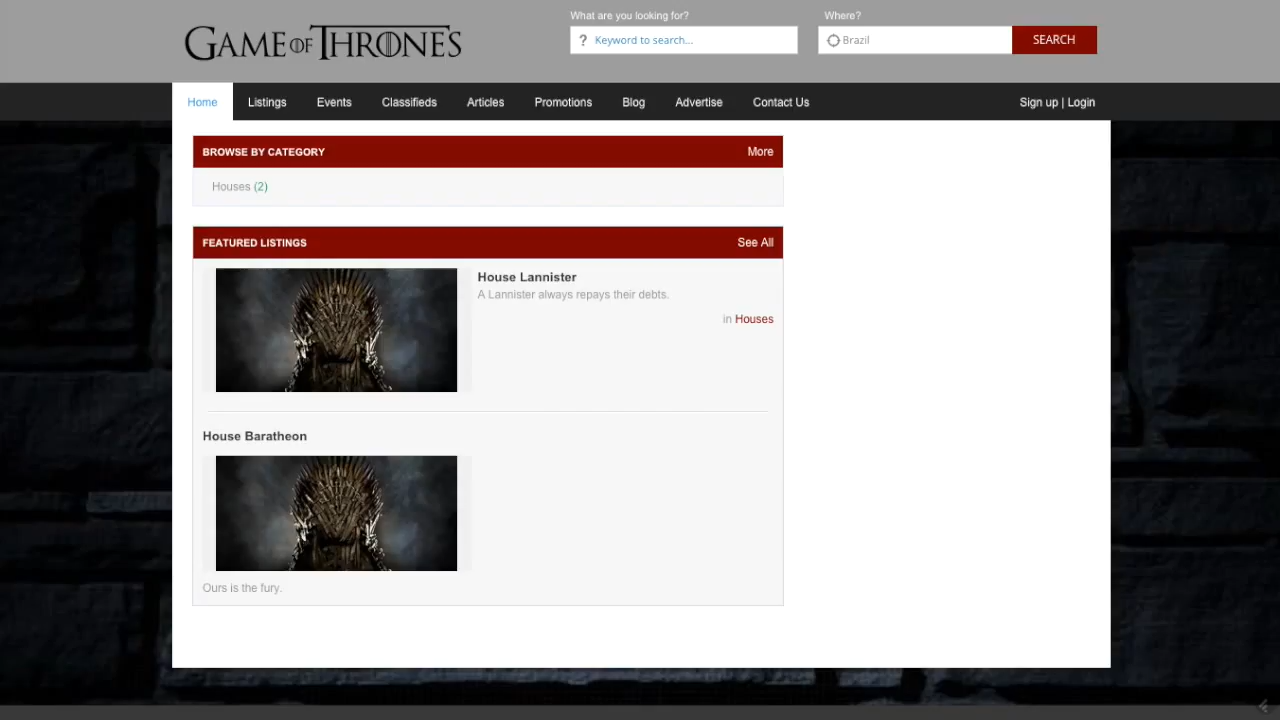 GAME OF THRONES
What are you looking for?
Where?
? Keyword to search...
Brazil
SEARCH
Home
Listings
Events
Classifieds
Articles
Promotions
Blog
Advertise
Contact Us
Sign up | Login
BROWSE BY CATEGORY
More
Houses (2)
FEATURED LISTINGS
See All
House Lannister
A Lannister always repays their debts.
in Houses
House Baratheon
Ours is the fury.